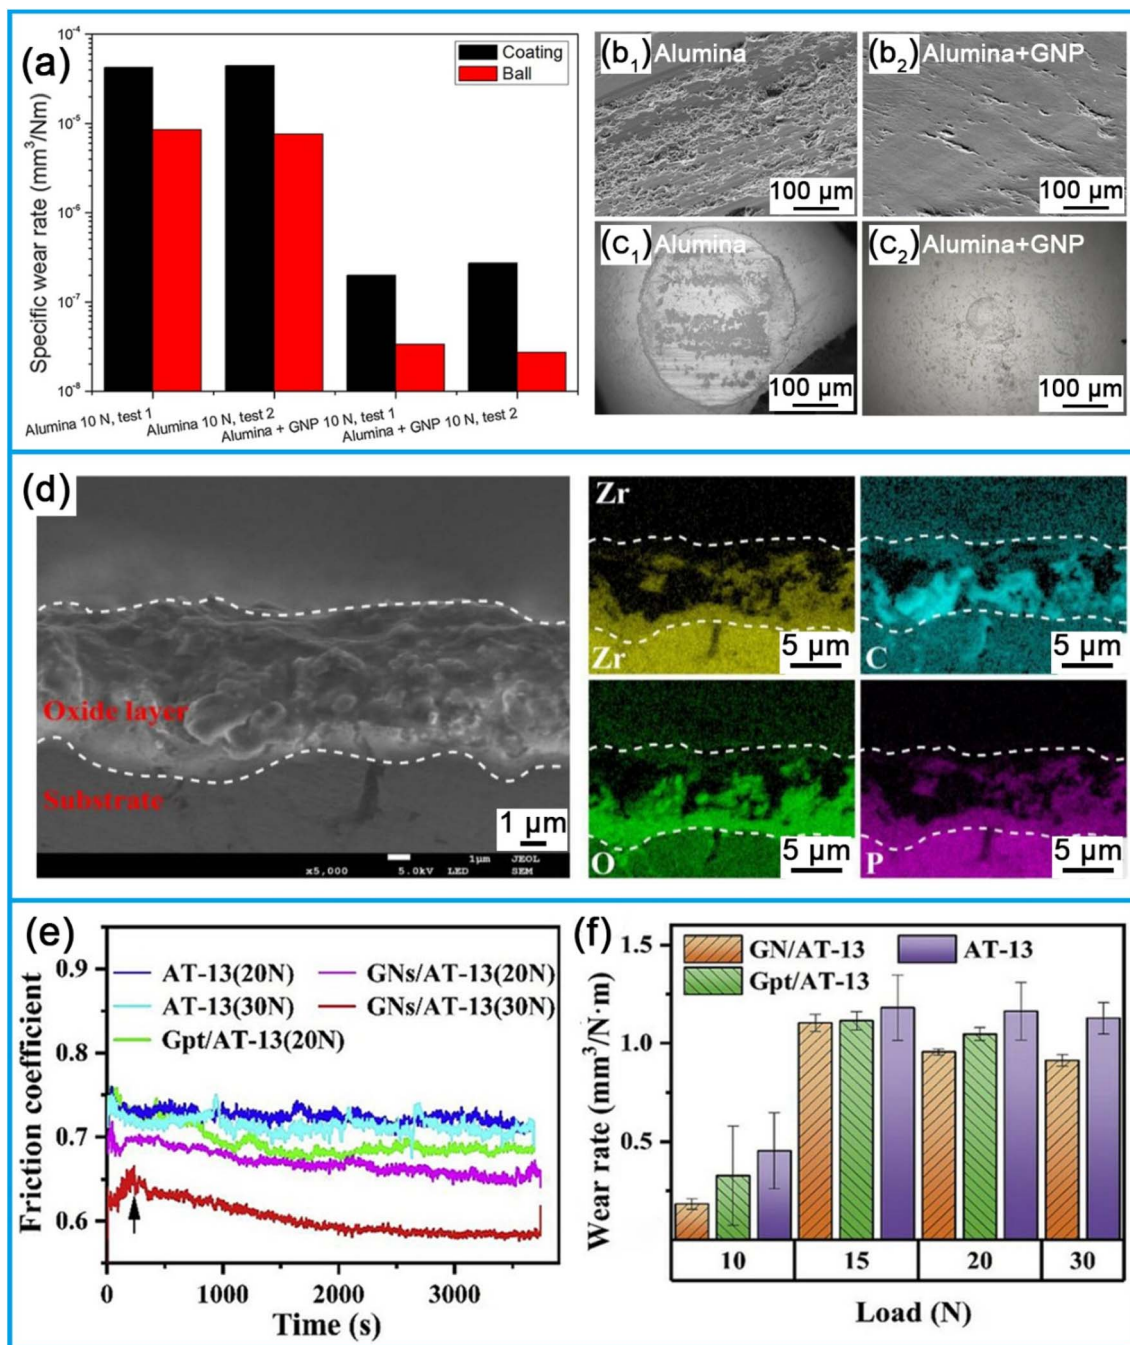 (a)
Specific wear rate (mm³/Nm)
10⁻⁴
10⁻⁵
10⁻⁶
10⁻⁷
10⁻⁸
Coating
Ball
Alumina 10 N, test 1
Alumina 10 N, test 2
Alumina + GNP 10 N, test 1
Alumina + GNP 10 N, test 2
(b₁) Alumina
100 µm
(b₂) Alumina+GNP
100 µm
(c₁) Alumina
100 µm
(c₂) Alumina+GNP
100 µm
(d)
Oxide layer
Substrate
1 µm
1µm JEOL
x5,000 5.0kV LED SEM
Zr
Zr
5 µm
C
5 µm
O
5 µm
P
5 µm
(e)
Friction coefficient
0.9
0.8
0.7
0.6
AT-13(20N)
GNs/AT-13(20N)
AT-13(30N)
GNs/AT-13(30N)
Gpt/AT-13(20N)
0 1000 2000 3000
Time (s)
(f)
Wear rate (mm³/N·m)
1.5
1.0
0.5
GN/AT-13
AT-13
Gpt/AT-13
10 15 20 30
Load (N)